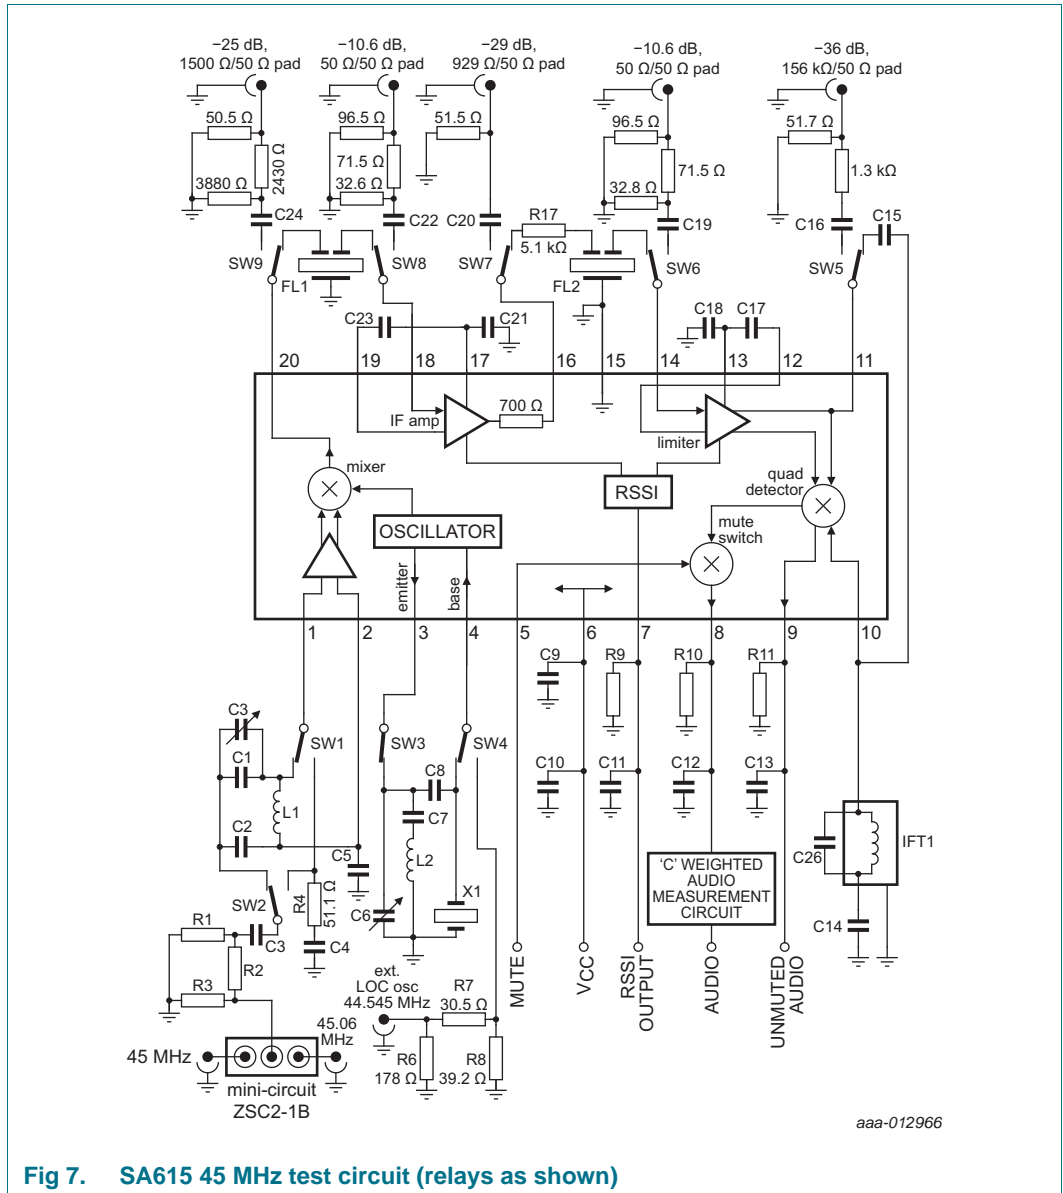 −25 dB,
1500 Ω/50 Ω pad
−10.6 dB,
50 Ω/50 Ω pad
−29 dB,
929 Ω/50 Ω pad
−10.6 dB,
50 Ω/50 Ω pad
−36 dB,
156 kΩ/50 Ω pad
50.5 Ω
96.5 Ω
51.5 Ω
96.5 Ω
51.7 Ω
2430 Ω
71.5 Ω
71.5 Ω
1.3 kΩ
3880 Ω
32.6 Ω
32.8 Ω
C24
C22
C20
R17
5.1 kΩ
C19
C16
C15
SW9
FL1
SW8
SW7
FL2
SW6
SW5
C23
C21
C18
C17
20
19
18
17
16
15
14
13
12
11
IF amp
700 Ω
limiter
mixer
RSSI
quad
detector
OSCILLATOR
mute
switch
emitter
base
1
2
3
4
5
6
7
8
9
10
C9
R9
R10
R11
C3
SW1
SW3
SW4
C1
C8
C10
C11
C12
C13
L1
C7
C2
C5
L2
C26
IFT1
'C' WEIGHTED
AUDIO
MEASUREMENT
CIRCUIT
SW2
R4
51.1 Ω
X1
C6
C14
R1
C3
C4
R2
R3
MUTE
VCC
RSSI
OUTPUT
AUDIO
UNMUTED
AUDIO
ext.
LOC osc
44.545 MHz
R7
30.5 Ω
45 MHz
45.06
MHz
R6
178 Ω
R8
39.2 Ω
mini-circuit
ZSC2-1B
aaa-012966
Fig 7. SA615 45 MHz test circuit (relays as shown)